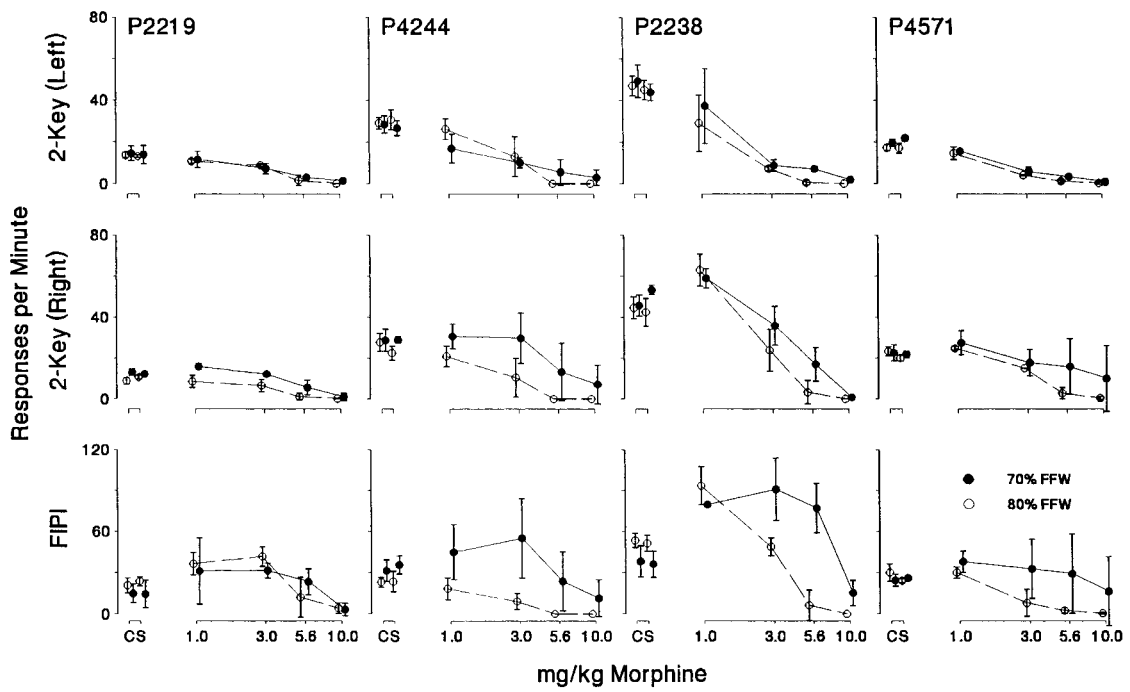 P2219
P4244
P2238
P4571
Responses per Minute
2-Key (Left)
80
40
0
2-Key (Right)
80
40
0
FIPI
120
60
0
70% FFW
80% FFW
CS
1.0
3.0
5.6
10.0
CS
1.0
3.0
5.6
10.0
CS
1.0
3.0
5.6
10.0
CS
1.0
3.0
5.6
10.0
mg/kg Morphine